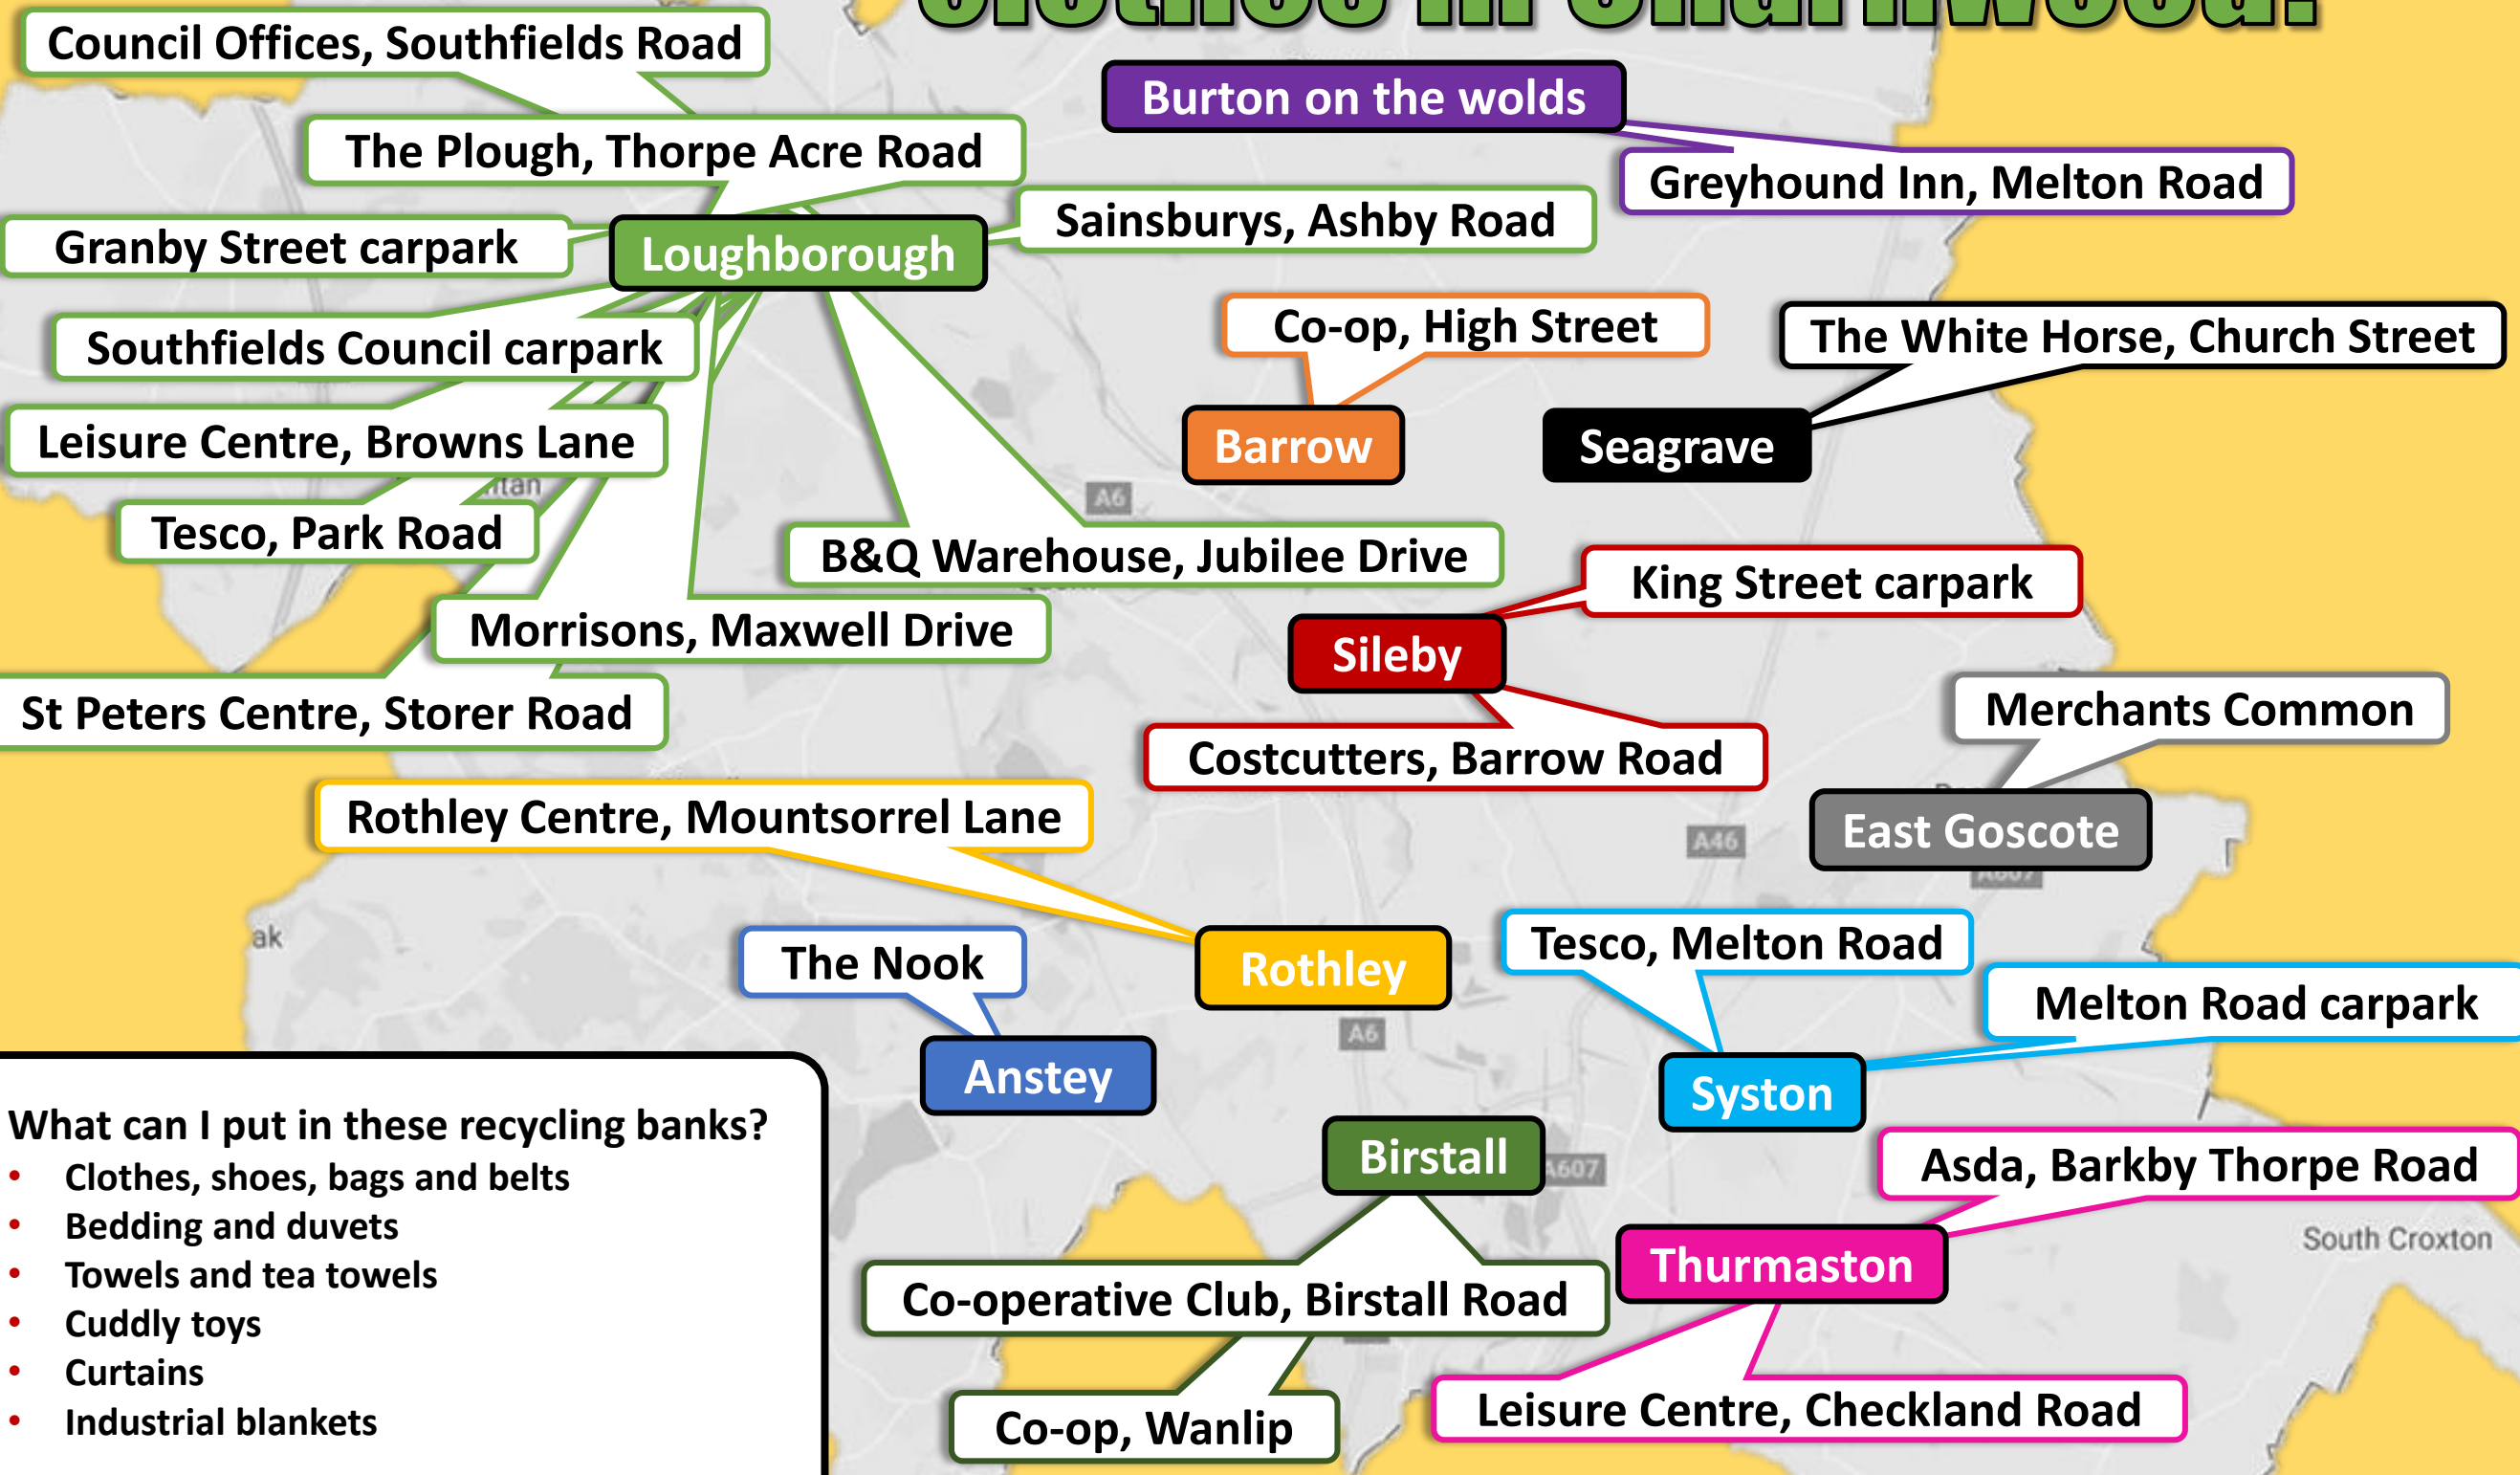 clothes in Charnwood!
Council Offices, Southfields Road
Burton on the wolds
The Plough, Thorpe Acre Road
Greyhound Inn, Melton Road
Sainsburys, Ashby Road
Granby Street carpark
Loughborough
Co-op, High Street
The White Horse, Church Street
Southfields Council carpark
Leisure Centre, Browns Lane
Barrow
Seagrave
A6
Tesco, Park Road
B&Q Warehouse, Jubilee Drive
King Street carpark
Morrisons, Maxwell Drive
Sileby
St Peters Centre, Storer Road
Merchants Common
Costcutters, Barrow Road
Rothley Centre, Mountsorrel Lane
East Goscote
A46
A607
ak
The Nook
Rothley
Tesco, Melton Road
Melton Road carpark
A6
Anstey
Syston
What can I put in these recycling banks?
• Clothes, shoes, bags and belts
• Bedding and duvets
• Towels and tea towels
• Cuddly toys
• Curtains
• Industrial blankets
Birstall
A607
Asda, Barkby Thorpe Road
South Croxton
Thurmaston
Co-operative Club, Birstall Road
Co-op, Wanlip
Leisure Centre, Checkland Road